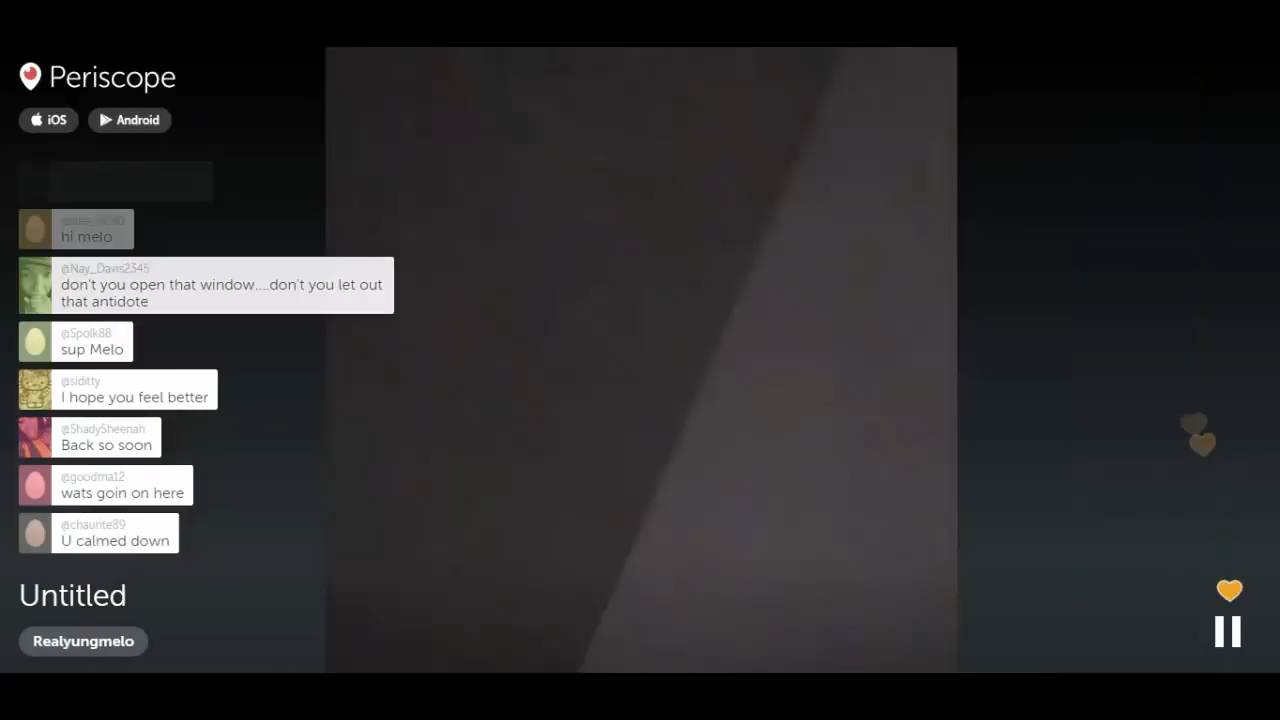 Periscope
iOS
Android
hi melo
@Nay_Davis2345
don't you open that window....don't you let out
that antidote
@Spolk88
sup Melo
@siditty
I hope you feel better
@ShadySheenah
Back so soon
@goodma12
wats goin on here
@chaunte89
U calmed down
Untitled
Realyungmelo